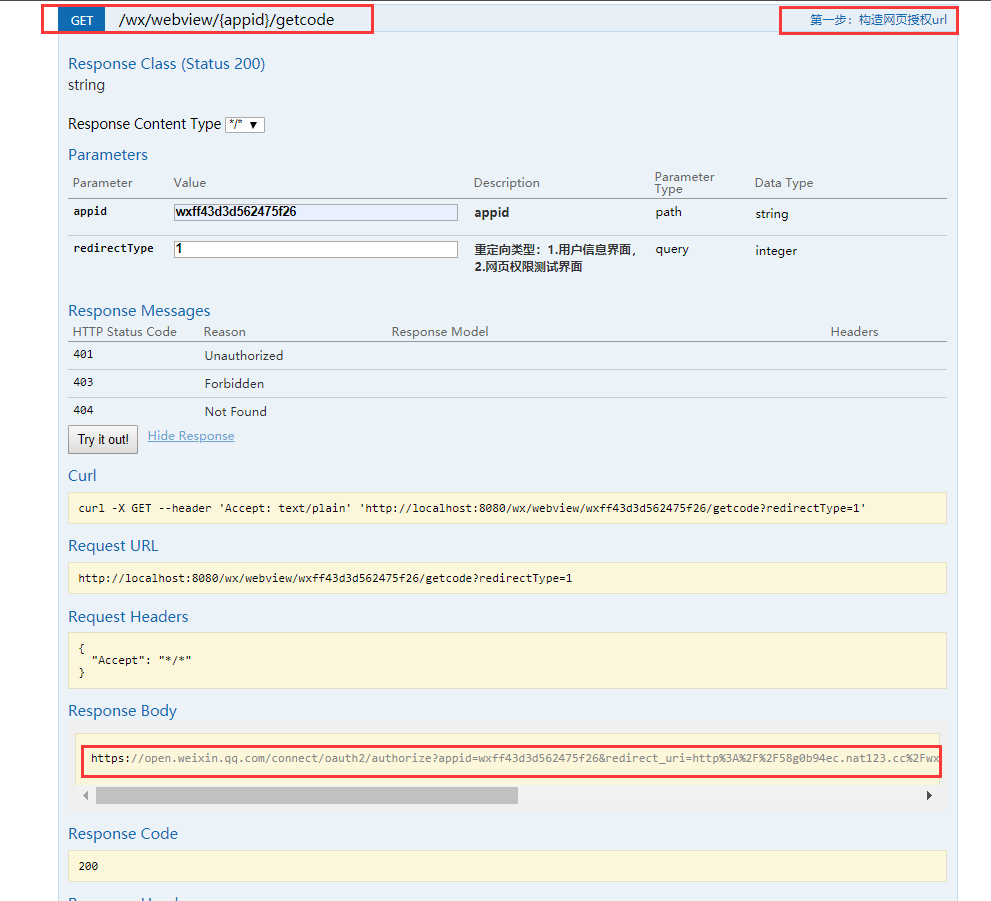 GET /wx/webview/{appid}/getcode 第一步：构造网页授权url
Response Class (Status 200)
string
Response Content Type */* ▼
Parameters
Parameter Value Description Parameter Type Data Type
appid wxff43d3d562475f26 appid path string
redirectType 1 重定向类型：1.用户信息界面， query integer
2.网页权限测试界面
Response Messages
HTTP Status Code Reason Response Model Headers
401 Unauthorized
403 Forbidden
404 Not Found
Try it out! Hide Response
Curl
curl -X GET --header 'Accept: text/plain' 'http://localhost:8080/wx/webview/wxff43d3d562475f26/getcode?redirectType=1'
Request URL
http://localhost:8080/wx/webview/wxff43d3d562475f26/getcode?redirectType=1
Request Headers
{
"Accept": "*/*"
}
Response Body
https://open.weixin.qq.com/connect/oauth2/authorize?appid=wxff43d3d562475f26&redirect_uri=http%3A%2F%2F58g0b94ec.nat123.cc%2Fwx
Response Code
200